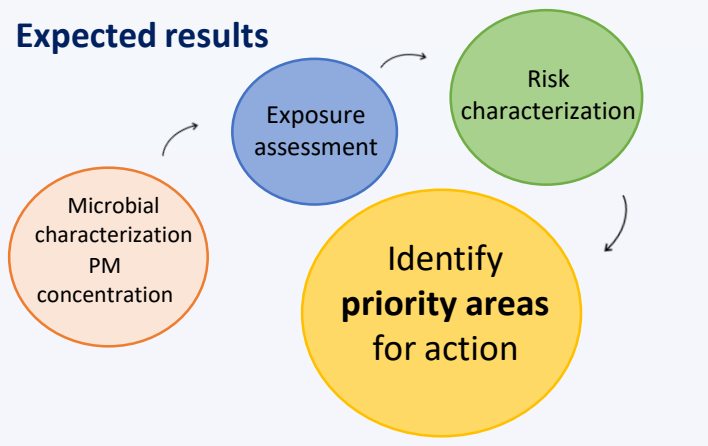 Expected results
Microbial
characterization
PM
concentration
Exposure
assessment
Risk
characterization
Identify
priority areas
for action